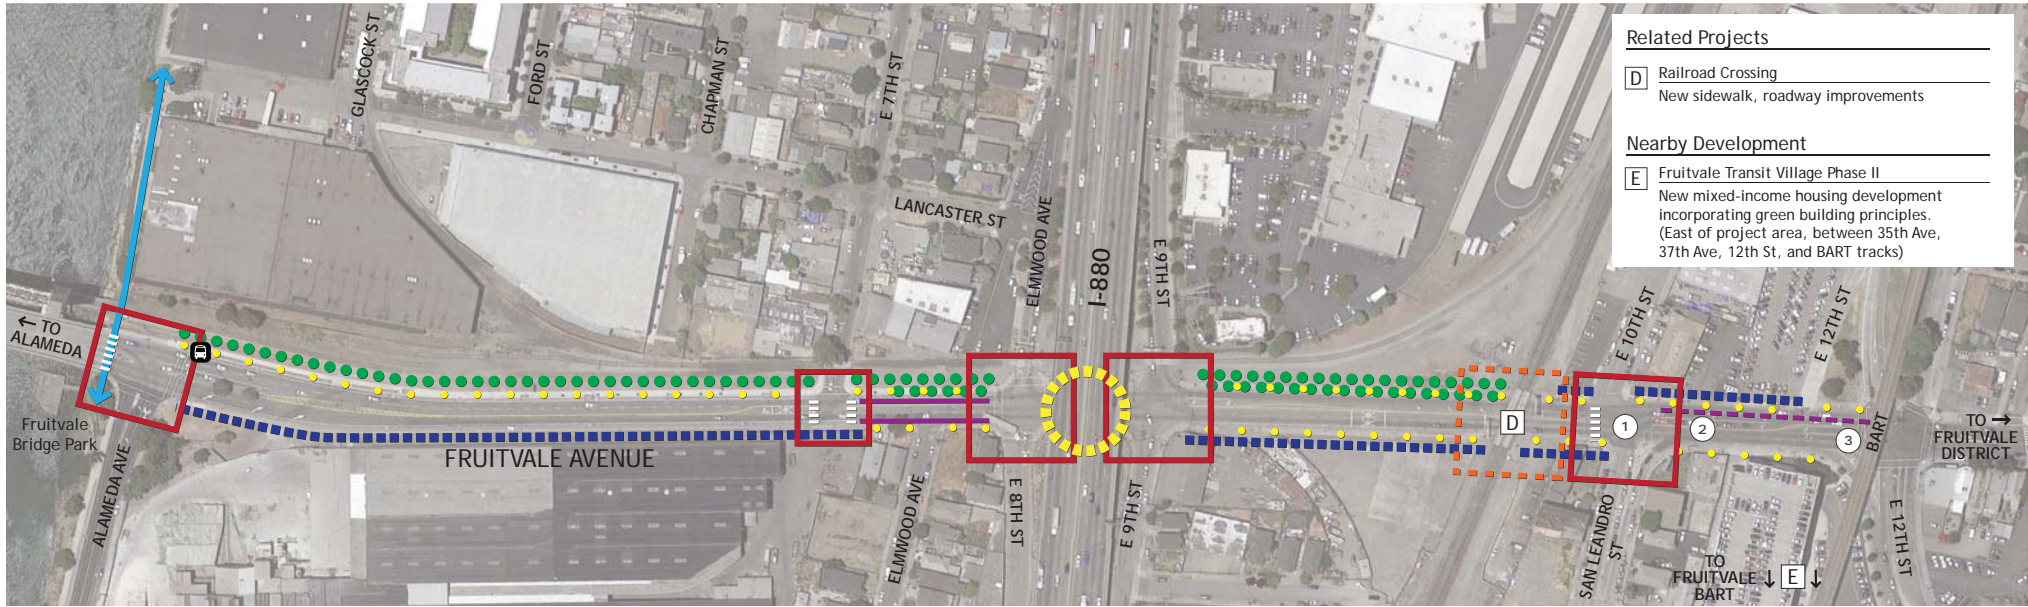 Related Projects
D Railroad Crossing
New sidewalk, roadway improvements
Nearby Development
E Fruitvale Transit Village Phase II
New mixed-income housing development
incorporating green building principles.
(East of project area, between 35th Ave,
37th Ave, 12th St, and BART tracks)
GLASCOCK ST
FORD ST
CHAPMAN ST
E 7TH ST
LANCASTER ST
ELMWOOD AVE
I-880
E 9TH ST
E 10TH ST
E 12TH ST
← TO
ALAMEDA
Fruitvale
Bridge Park
ALAMEDA AVE
FRUITVALE AVENUE
ELMWOOD AVE
E 8TH ST
E 9TH ST
D
1
2
3
BART
TO →
FRUITVALE
DISTRICT
SAN LEANDRO
ST
TO
FRUITVALE
BART
↓ E ↓
E 12TH ST